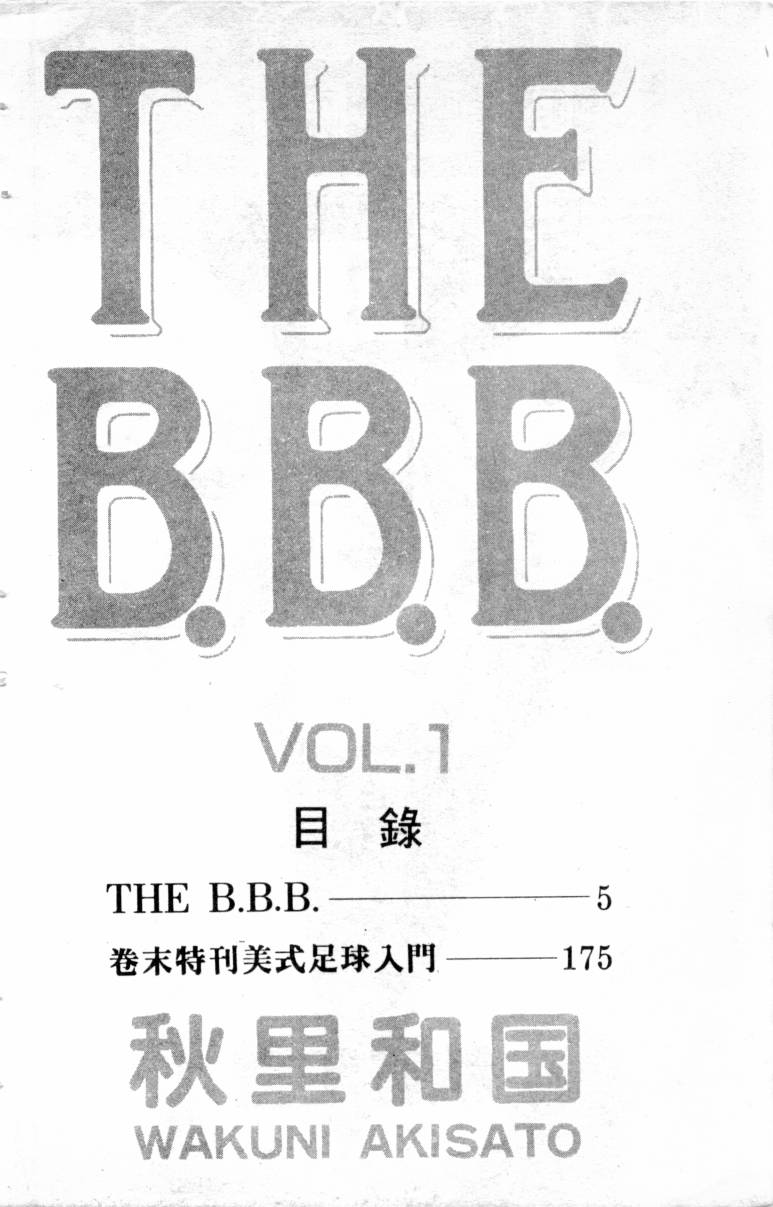 THE
B.B.B.
VOL.1
目 錄
THE B.B.B. 5
卷末特刊美式足球入門 175
秋里和国
WAKUNI AKISATO